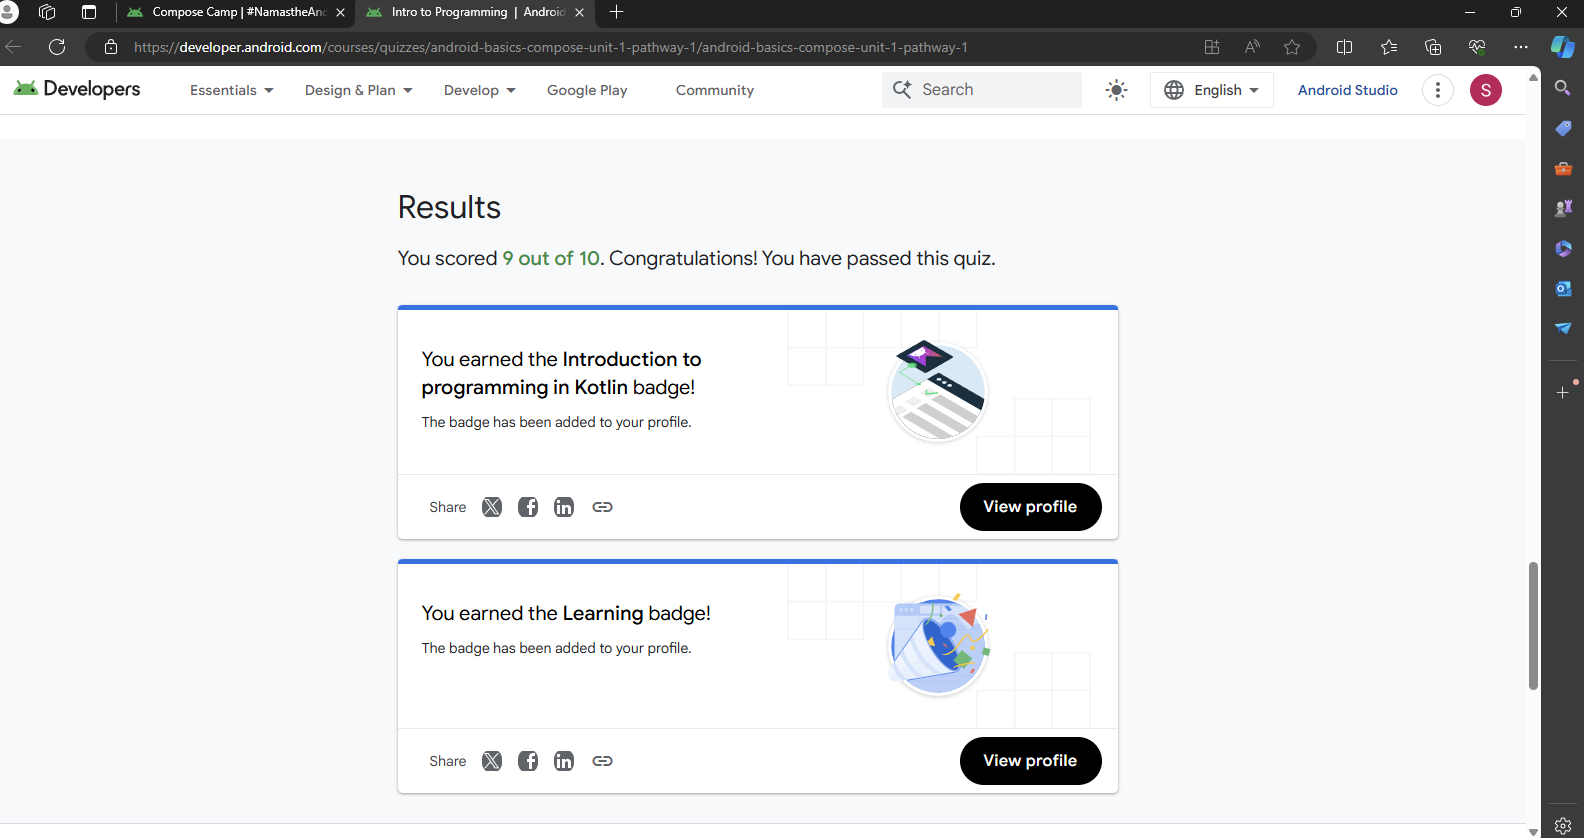 Compose Camp | #NamastheAn
Intro to Programming | Android
https://developer.android.com/courses/quizzes/android-basics-compose-unit-1-pathway-1/android-basics-compose-unit-1-pathway-1
Developers
Essentials
Design & Plan
Develop
Google Play
Community
Search
English
Android Studio
S
Results
You scored 9 out of 10. Congratulations! You have passed this quiz.
You earned the Introduction to
programming in Kotlin badge!
The badge has been added to your profile.
Share
View profile
You earned the Learning badge!
The badge has been added to your profile.
Share
View profile